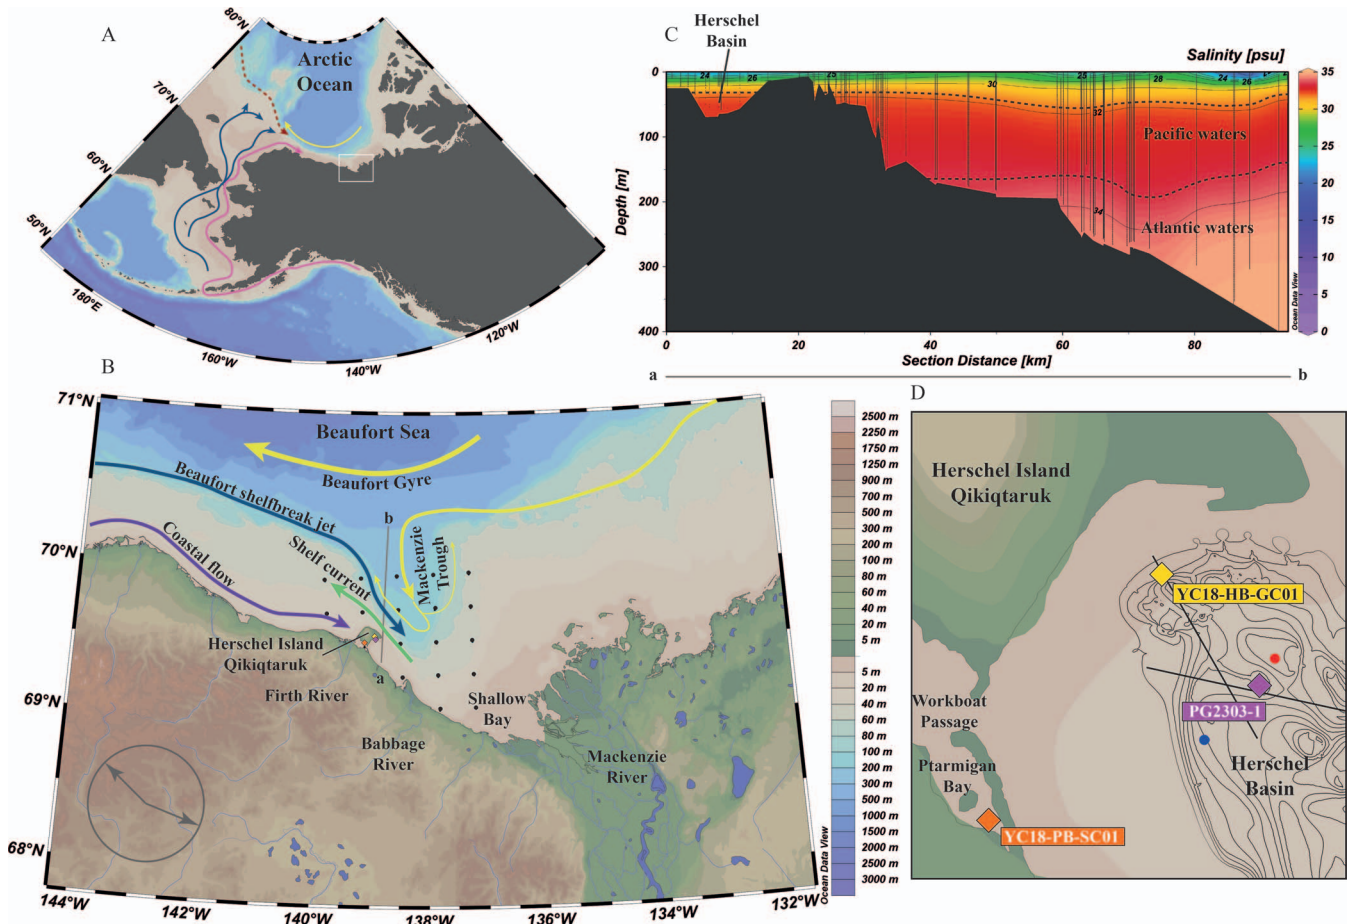 A
80°N
70°N
60°N
50°N
180°E
160°W
140°W
120°W
Arctic
Ocean
C
Herschel
Basin
Salinity [psu]
24
26
25
30
32
34
25
28
24
26
Pacific waters
Atlantic waters
0
100
200
300
400
Depth [m]
0
20
40
60
80
Section Distance [km]
Ocean Data View
35
30
25
20
15
10
5
0
a
b
B
71°N
70°N
69°N
68°N
144°W
142°W
140°W
138°W
136°W
134°W
132°W
Beaufort Sea
Beaufort Gyre
Beaufort shelfbreak jet
b
Coastal flow
Shelf current
Mackenzie
Trough
Herschel Island
Qikiqtaruk
a
Firth River
Babbage
River
Shallow
Bay
Mackenzie
River
2500 m
2250 m
1750 m
1250 m
900 m
700 m
500 m
300 m
200 m
100 m
80 m
60 m
40 m
20 m
5 m
5 m
20 m
40 m
60 m
80 m
100 m
200 m
300 m
500 m
1000 m
1500 m
2000 m
2500 m
3000 m
Ocean Data View
D
Herschel Island
Qikiqtaruk
YC18-HB-GC01
PG2303-1
Workboat
Passage
Ptarmigan
Bay
Herschel
Basin
YC18-PB-SC01